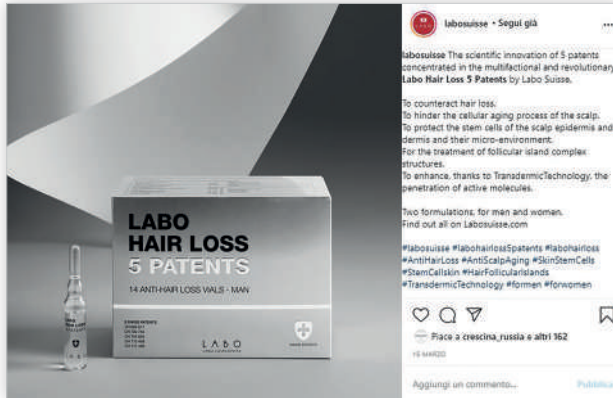 LABO
HAIR LOSS
5 PATENTS
14 ANTI-HAIR LOSS VIALS - MAN
LABO
labosuisse • Segui già
labosuisse The scientific innovation of 5 patents
concentrated in the multifactional and revolutionary
Labo Hair Loss 5 Patents by Labo Suisse.
To counteract hair loss.
To hinder the cellular aging process of the scalp.
To protect the stem cells of the scalp epidermis and
dermis and their micro-environment.
For the treatment of follicular island complex
structures.
To enhance, thanks to TransdermicTechnology, the
penetration of active molecules.
Two formulations, for men and women.
Find out all on Labosuisse.com
#labosuisse #labohairloss5patents #labohairloss
#AntiHairLoss #AntiScalpAging #SkinStemCells
#StemCellskin #HairFollicularIslands
#TransdermicTechnology #formen #forwomen
Piace a crescina_russia e altri 162
MARZO
Aggiungi un commento...
Pubblica